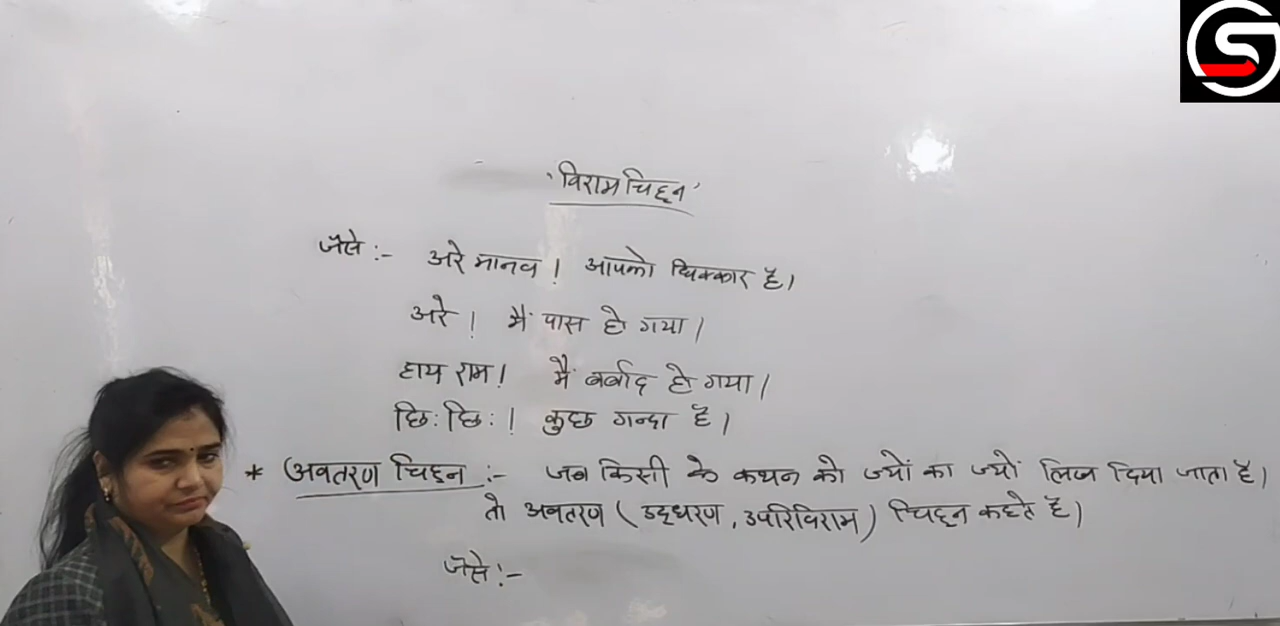 'विराम चिह्न'
जैसे :- अरे मानव ! आपको धिक्कार है।
अरे ! मैं पास हो गया।
हाय राम ! मैं बर्बाद हो गया।
छि: छि: ! कुछ गन्दा है।
* (अवतरण चिह्न :- जब किसी के कथन को ज्यों का ज्यों लिख दिया जाता है।
तो अवतरण (उद्धरण, उपरिविराम) चिह्न कहते है)
जैसे :-